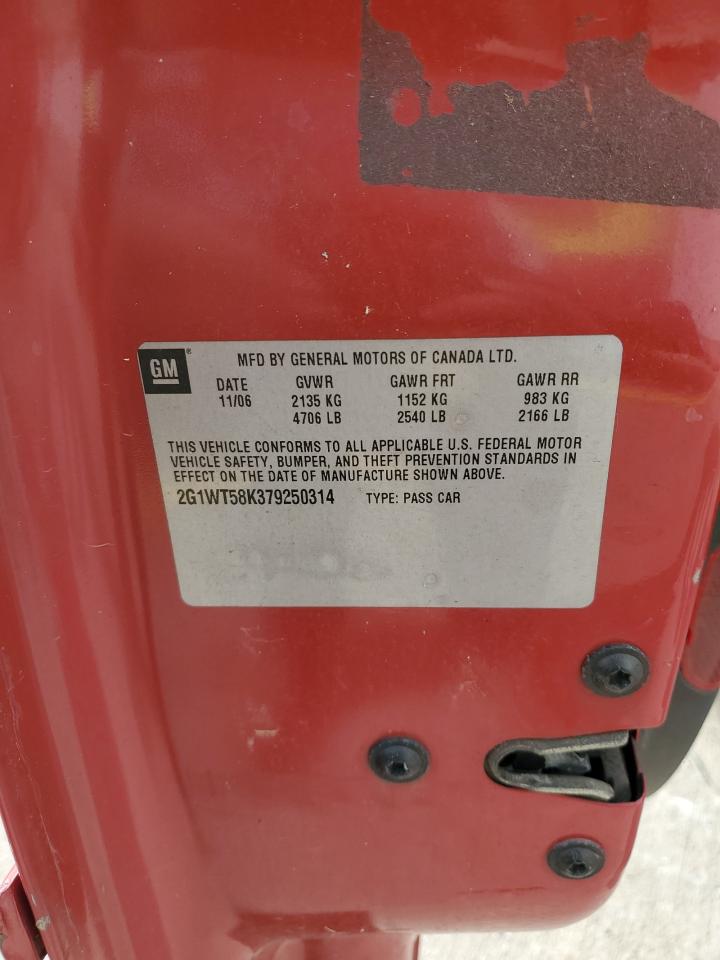 GM® MFD BY GENERAL MOTORS OF CANADA LTD.
DATE GVWR GAWR FRT GAWR RR
11/06 2135 KG 1152 KG 983 KG
4706 LB 2540 LB 2166 LB
THIS VEHICLE CONFORMS TO ALL APPLICABLE U.S. FEDERAL MOTOR
VEHICLE SAFETY, BUMPER, AND THEFT PREVENTION STANDARDS IN
EFFECT ON THE DATE OF MANUFACTURE SHOWN ABOVE.
2G1WT58K379250314 TYPE: PASS CAR